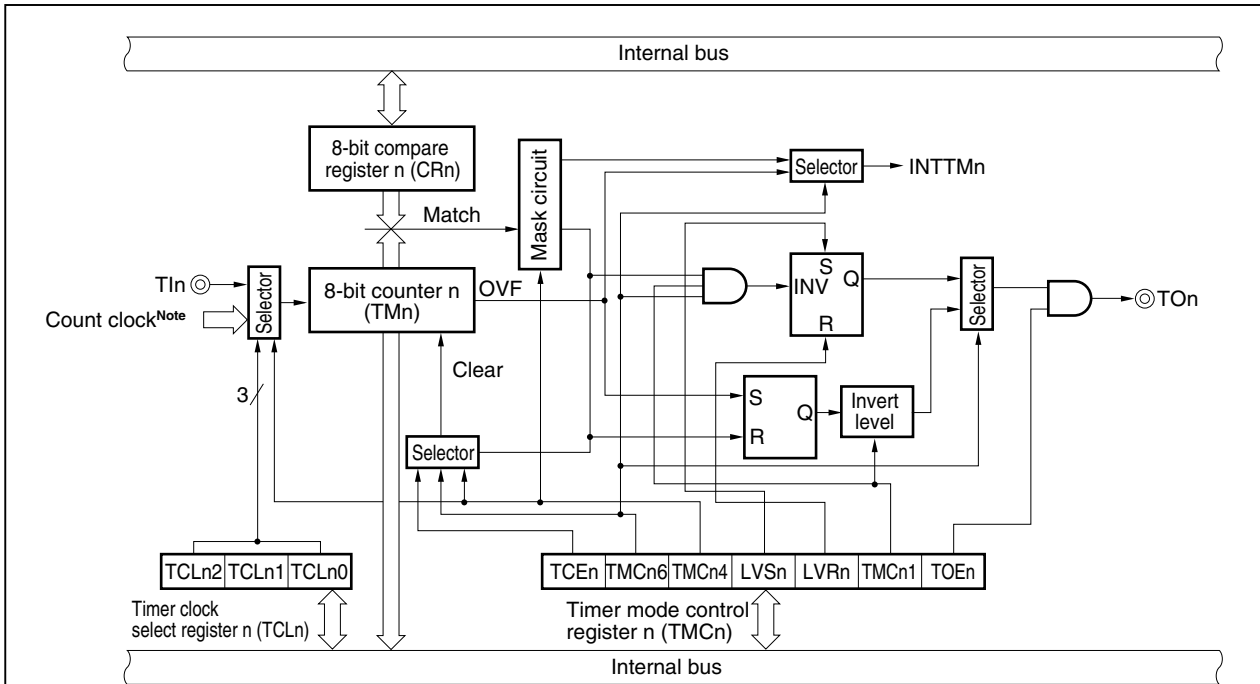 Internal bus
8-bit compare
register n (CRn)
Match
Mask circuit
Selector
INTTMn
TIn
Count clockNote
Selector
8-bit counter n
(TMn)
OVF
Clear
3
Selector
S
INV
Q
R
Selector
TOn
S
Q
R
Invert
level
TCLn2 TCLn1 TCLn0
Timer clock
select register n (TCLn)
TCEn TMCn6 TMCn4 LVSn LVRn TMCn1 TOEn
Timer mode control
register n (TMCn)
Internal bus